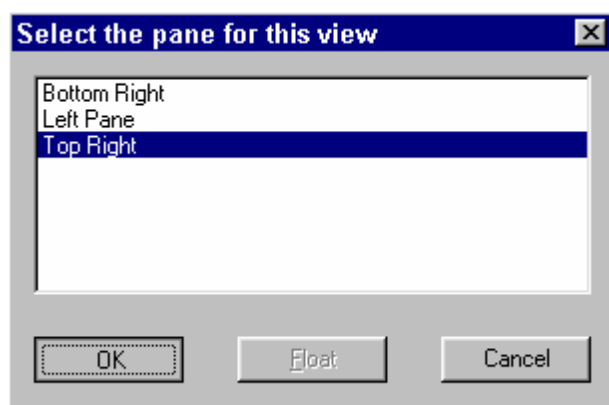 Select the pane for this view
Bottom Right
Left Pane
Top Right
OK
Float
Cancel